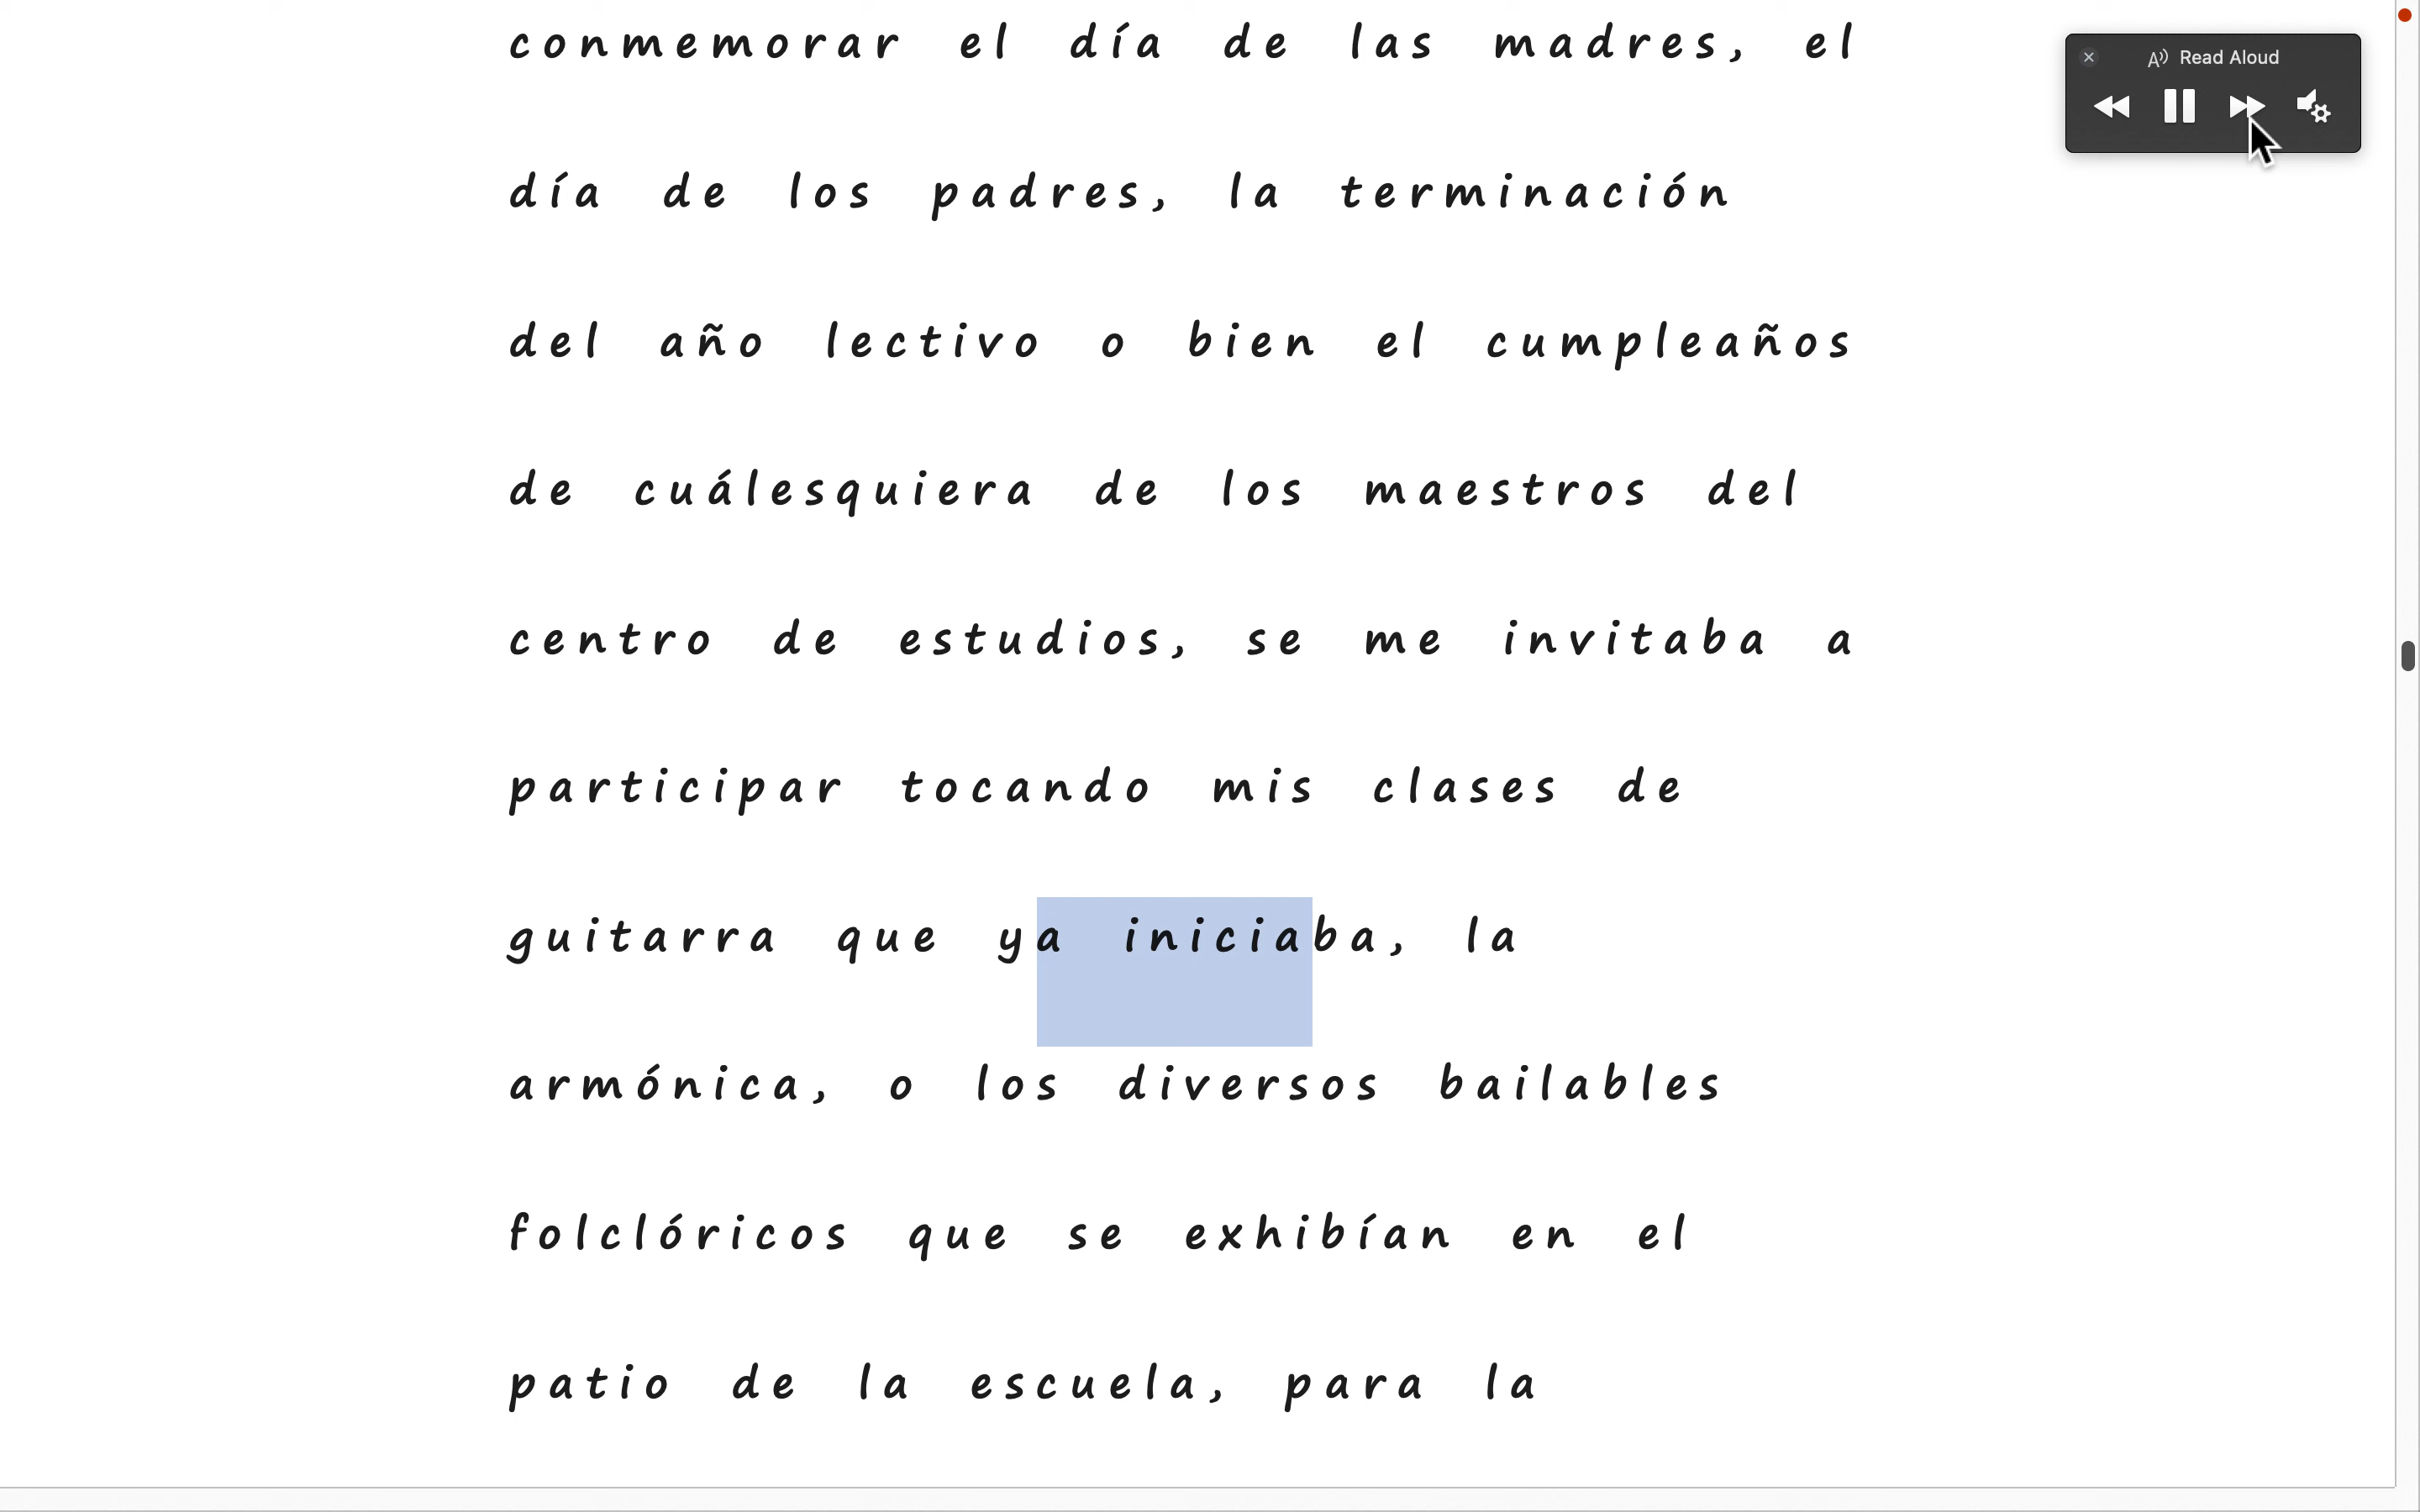 conmemorar el día de las madres, el
Read Aloud
día de los padres, la terminación
del año lectivo o bien el cumpleaños
de cuálesquiera de los maestros del
centro de estudios, se me invitaba a
participar tocando mis clases de
guitarra que ya iniciaba, la
armónica, o los diversos bailables
folclóricos que se exhibían en el
patio de la escuela, para la